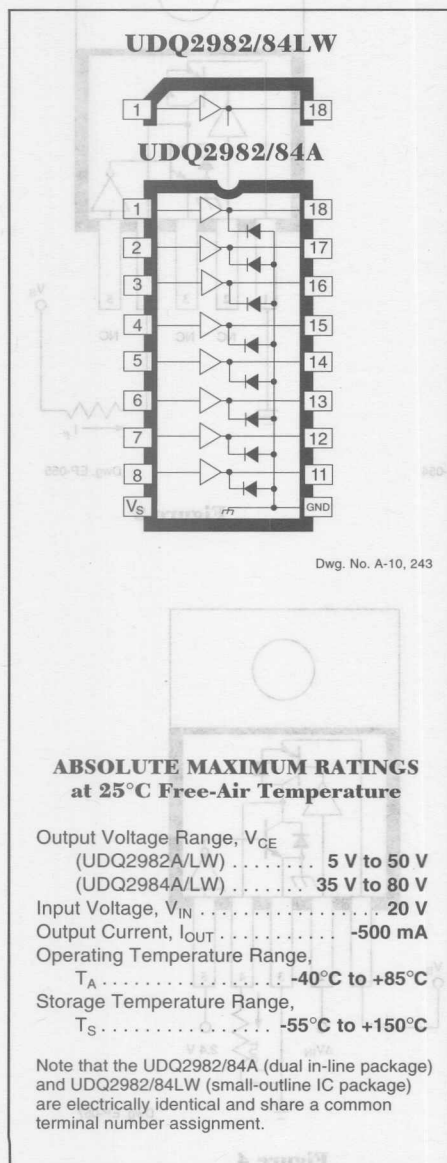 UDQ2982/84LW
1 18
UDQ2982/84A
1 18
2 17
3 16
4 15
5 14
6 13
7 12
8 11
VS GND
Dwg. No. A-10, 243
ABSOLUTE MAXIMUM RATINGS
at 25°C Free-Air Temperature
Output Voltage Range, VCE
(UDQ2982A/LW) . . . . . . . . 5 V to 50 V
(UDQ2984A/LW) . . . . . . . 35 V to 80 V
Input Voltage, VIN . . . . . . . . . . . . . . . . . 20 V
Output Current, IOUT . . . . . . . . . . . -500 mA
Operating Temperature Range,
TA . . . . . . . . . . . . . . . . . -40°C to +85°C
Storage Temperature Range,
TS . . . . . . . . . . . . . . . . -55°C to +150°C
Note that the UDQ2982/84A (dual in-line package)
and UDQ2982/84LW (small-outline IC package)
are electrically identical and share a common
terminal number assignment.